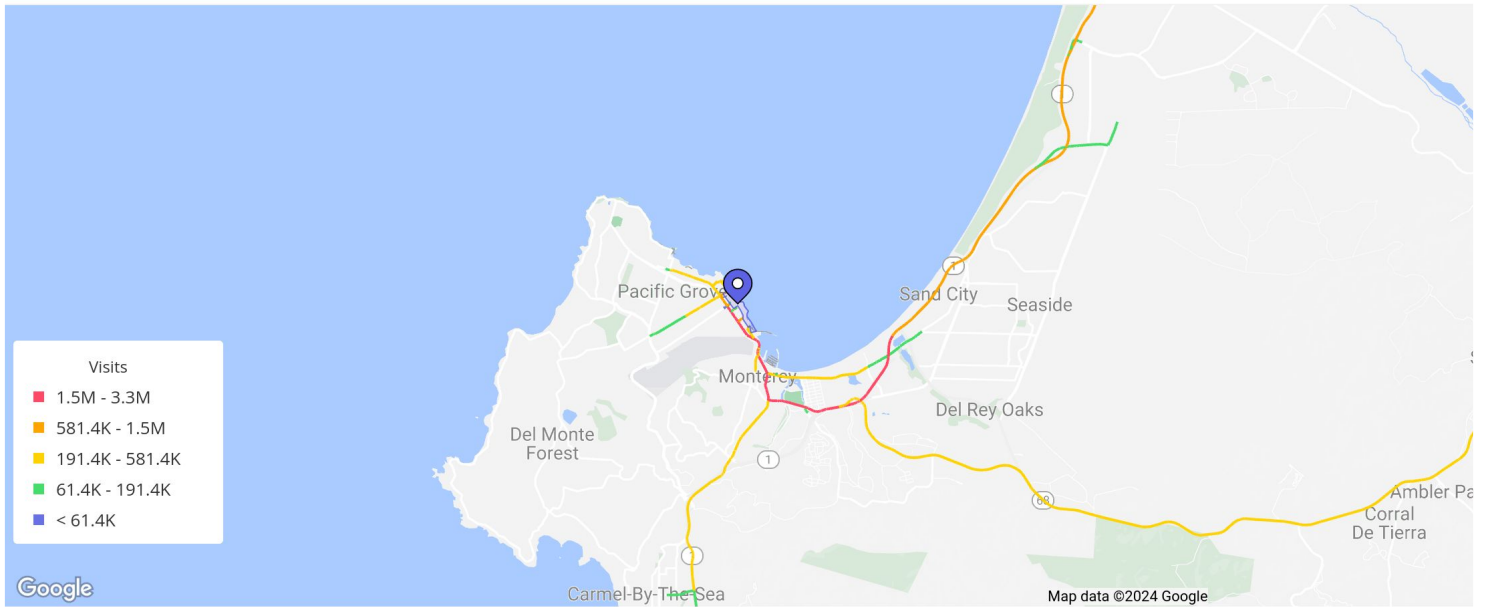 Pacific Grove
Sand City
Seaside
1
1
Monterey
Del Rey Oaks
Del Monte
Forest
1
68
Ambler Pa
Corral
De Tierra
Carmel-By-The-Sea
Visits
1.5M - 3.3M
581.4K - 1.5M
191.4K - 581.4K
61.4K - 191.4K
< 61.4K
Google
Map data ©2024 Google